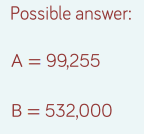 Possible answer:
A = 99,255
B = 532,000